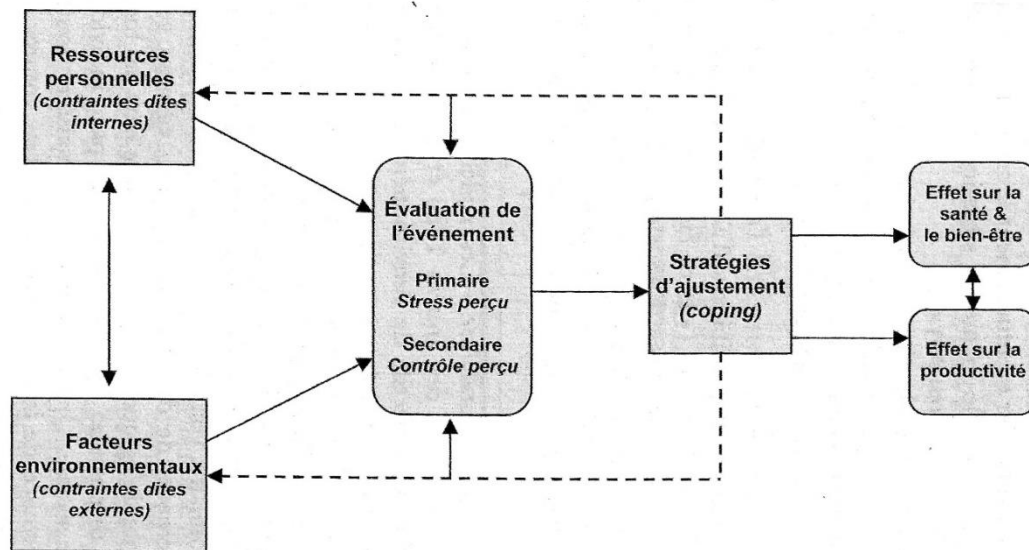 Ressources
personnelles
(contraintes dites
internes)
Évaluation de
l'événement
Primaire
Stress perçu
Secondaire
Contrôle perçu
Stratégies
d'ajustement
(coping)
Effet sur la
santé &
le bien-être
Effet sur la
productivité
Facteurs
environnementaux
(contraintes dites
externes)